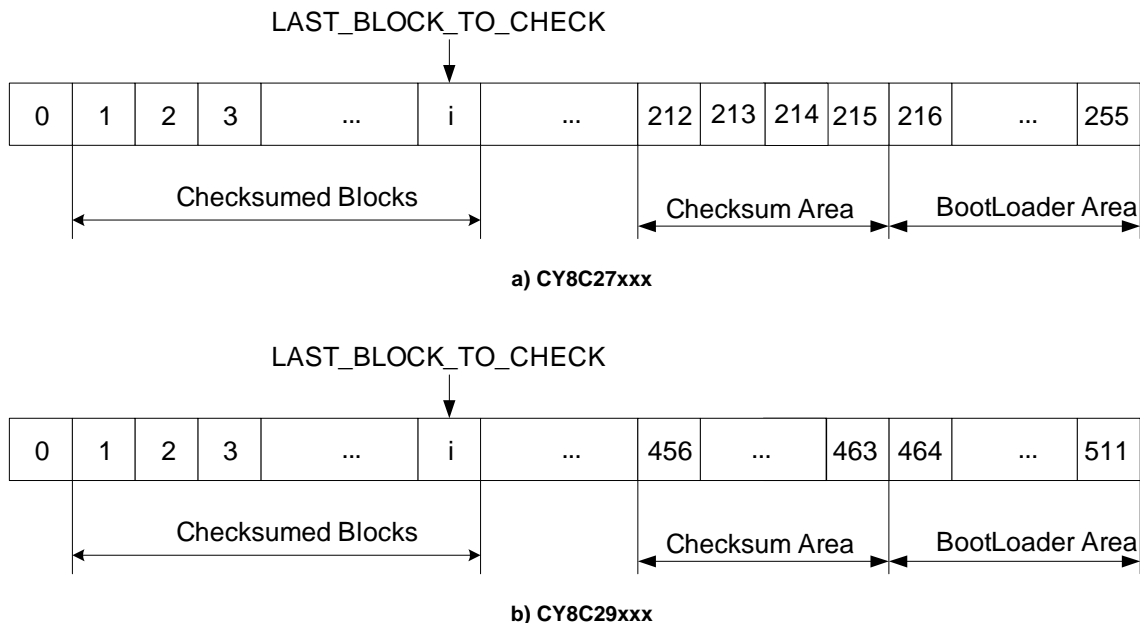 LAST_BLOCK_TO_CHECK
0 1 2 3 ... i ... 212 213 214 215 216 ... 255
Checksumed Blocks Checksum Area BootLoader Area
a) CY8C27xxx
LAST_BLOCK_TO_CHECK
0 1 2 3 ... i ... 456 ... 463 464 ... 511
Checksumed Blocks Checksum Area BootLoader Area
b) CY8C29xxx